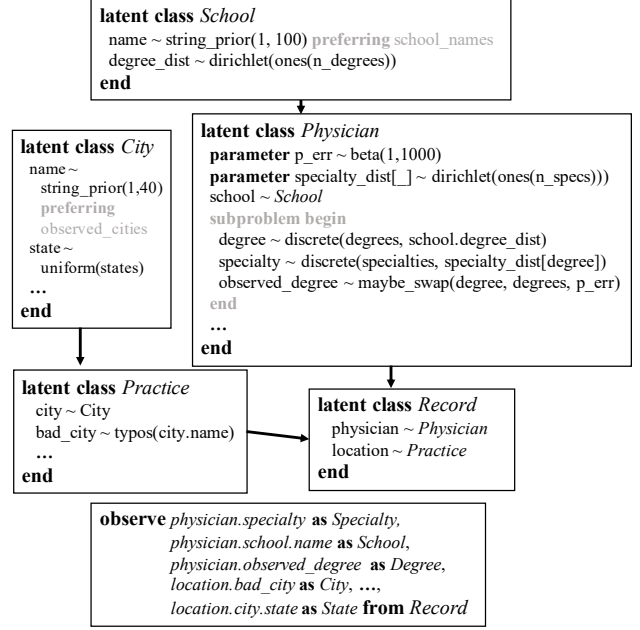 latent class School
name ~ string_prior(1, 100) preferring school_names
degree_dist ~ dirichlet(ones(n_degrees))
end
latent class City
name ~
string_prior(1,40)
preferring
observed_cities
state ~
uniform(states)
...
end
latent class Physician
parameter p_err ~ beta(1,1000)
parameter specialty_dist[_] ~ dirichlet(ones(n_specs)))
school ~ School
subproblem begin
degree ~ discrete(degrees, school.degree_dist)
specialty ~ discrete(specialties, specialty_dist[degree])
observed_degree ~ maybe_swap(degree, degrees, p_err)
end
...
end
latent class Practice
city ~ City
bad_city ~ typos(city.name)
...
end
latent class Record
physician ~ Physician
location ~ Practice
end
observe physician.specialty as Specialty,
physician.school.name as School,
physician.observed_degree as Degree,
location.bad_city as City, ...,
location.city.state as State from Record